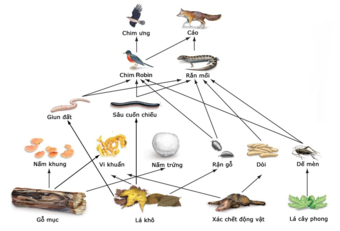 Chim ưng
Cáo
Chim Robin
Rắn mối
Giun đất
Sâu cuốn chiếu
Nấm khung
Vi khuẩn
Nấm trứng
Rận gỗ
Dòi
Dế mèn
Gỗ mục
Lá khô
Xác chết động vật
Lá cây phong